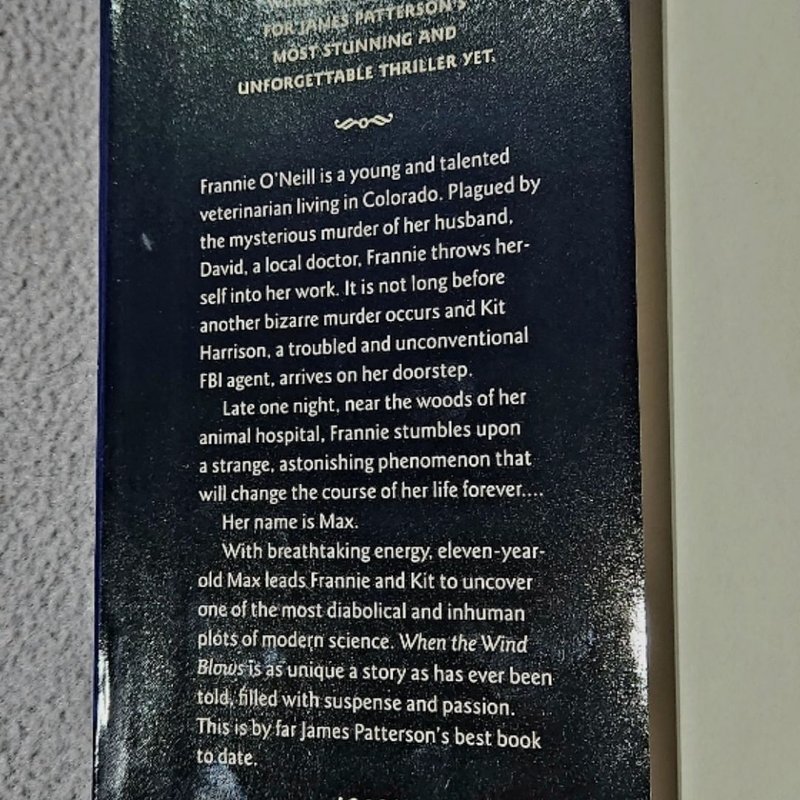 FOR JAMES PATTERSON'S
MOST STUNNING AND
UNFORGETTABLE THRILLER YET.
Frannie O'Neill is a young and talented
veterinarian living in Colorado. Plagued by
the mysterious murder of her husband,
David, a local doctor, Frannie throws her-
self into her work. It is not long before
another bizarre murder occurs and Kit
Harrison, a troubled and unconventional
FBI agent, arrives on her doorstep.
Late one night, near the woods of her
animal hospital, Frannie stumbles upon
a strange, astonishing phenomenon that
will change the course of her life forever....
Her name is Max.
With breathtaking energy, eleven-year-
old Max leads Frannie and Kit to uncover
one of the most diabolical and inhuman
plots of modern science. When the Wind
Blows is as unique a story as has ever been
told, filled with suspense and passion.
This is by far James Patterson's best book
to date.